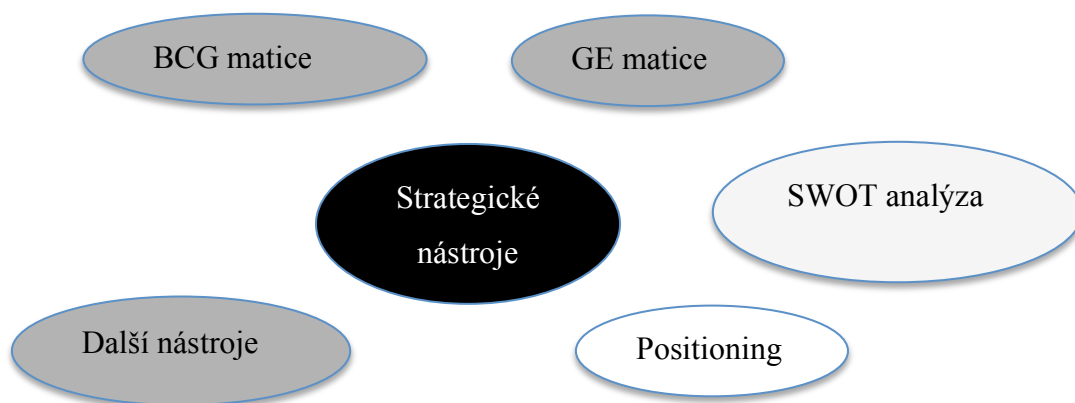 BCG matice
GE matice
Strategické
nástroje
SWOT analýza
Další nástroje
Positioning